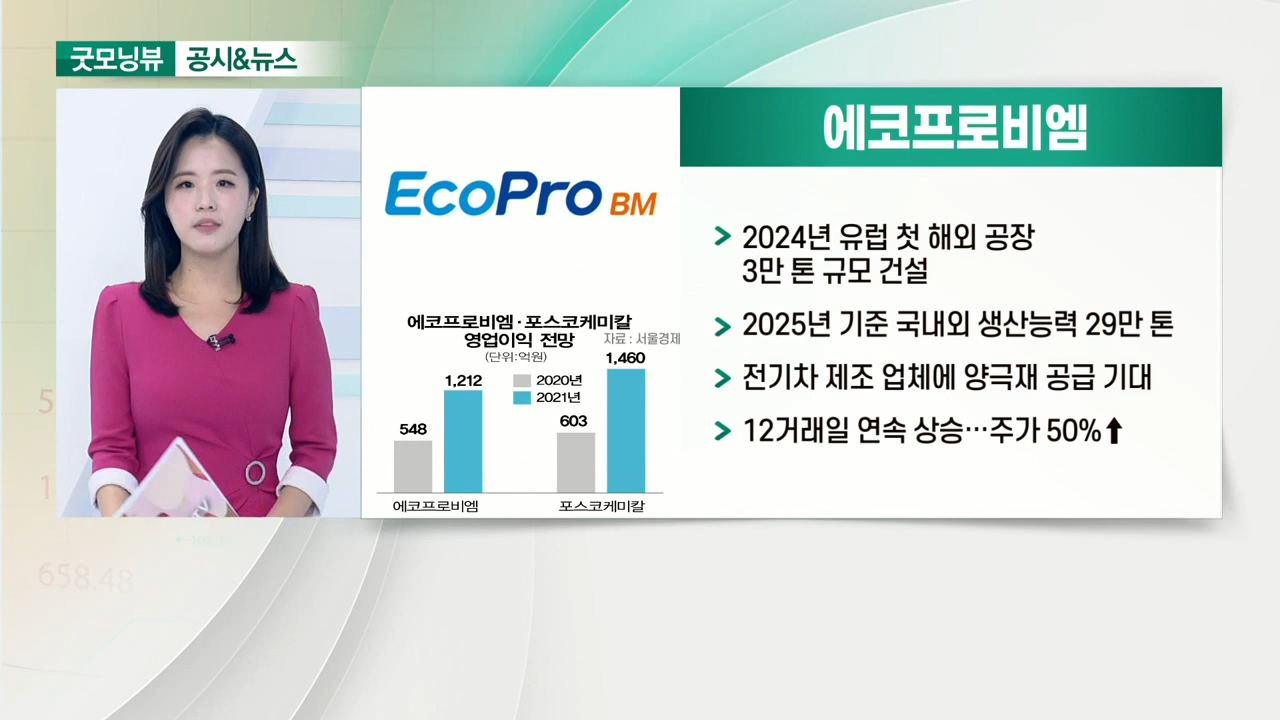 굿모닝뷰 공시&뉴스
EcoPro BM
에코프로비엠·포스코케미칼
영업이익 전망
자료 : 서울경제
(단위:억원)
2020년
2021년
548
1,212
603
1,460
에코프로비엠
포스코케미칼
에코프로비엠
2024년 유럽 첫 해외 공장
3만 톤 규모 건설
2025년 기준 국내외 생산능력 29만 톤
전기차 제조 업체에 양극재 공급 기대
12거래일 연속 상승…주가 50%⬆
658.48